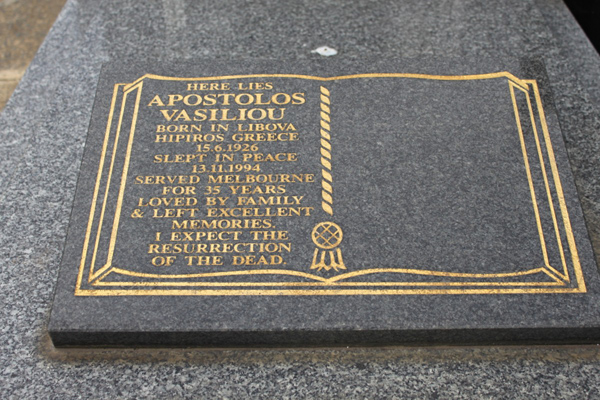 HERE LIES
APOSTOLOS
VASILIOU
BORN IN LIBOVA
HIPIROS GREECE
15.6.1926
SLEPT IN PEACE
13.11.1994
SERVED MELBOURNE
FOR 35 YEARS
LOVED BY FAMILY
& LEFT EXCELLENT
MEMORIES.
I EXPECT THE
RESURRECTION
OF THE DEAD.